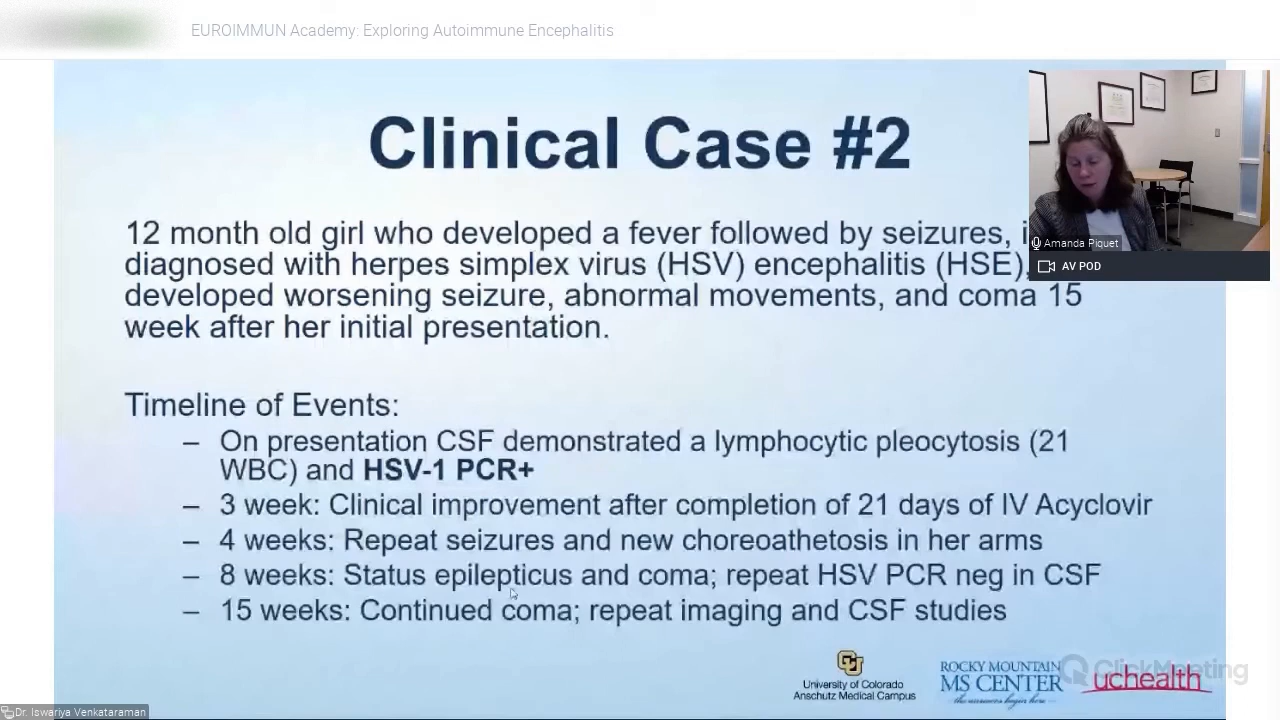 EUROIMMUN Academy: Exploring Autoimmune Encephalitis
Clinical Case #2
12 month old girl who developed a fever followed by seizures, i
diagnosed with herpes simplex virus (HSV) encephalitis (HSE),
developed worsening seizure, abnormal movements, and coma 15
week after her initial presentation.
Amanda Piquet
AV POD
Timeline of Events:
– On presentation CSF demonstrated a lymphocytic pleocytosis (21
WBC) and HSV-1 PCR+
– 3 week: Clinical improvement after completion of 21 days of IV Acyclovir
– 4 weeks: Repeat seizures and new choreoathetosis in her arms
– 8 weeks: Status epilepticus and coma; repeat HSV PCR neg in CSF
– 15 weeks: Continued coma; repeat imaging and CSF studies
CU
University of Colorado
Anschutz Medical Campus
ROCKY MOUNTAIN
MS CENTER
the answers begin here
uchealth
ClickMeeting
Dr. Iswariya Venkataraman